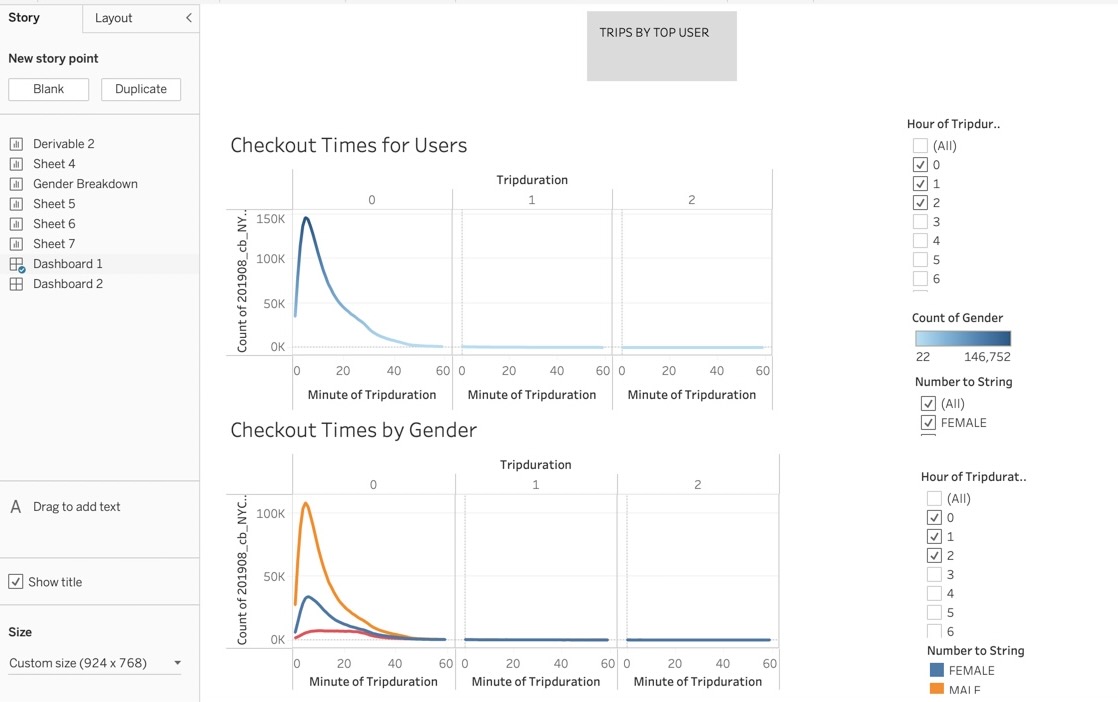 Story
Layout
New story point
Blank
Duplicate
Derivable 2
Sheet 4
Gender Breakdown
Sheet 5
Sheet 6
Sheet 7
Dashboard 1
Dashboard 2
A Drag to add text
Show title
Size
Custom size (924 x 768)
TRIPS BY TOP USER
Checkout Times for Users
Tripduration
0 1 2
Count of 201908_cb_NY..
150K
100K
50K
0K
0 20 40 60 0 20 40 60 0 20 40 60
Minute of Tripduration Minute of Tripduration Minute of Tripduration
Checkout Times by Gender
Tripduration
0 1 2
Count of 201908_cb_NYC..
100K
50K
0K
0 20 40 60 0 20 40 60 0 20 40 60
Minute of Tripduration Minute of Tripduration Minute of Tripduration
Hour of Tripdur..
(All)
0
1
2
3
4
5
6
Count of Gender
22 146,752
Number to String
(All)
FEMALE
Hour of Tripdurat..
(All)
0
1
2
3
4
5
6
Number to String
FEMALE
MALE